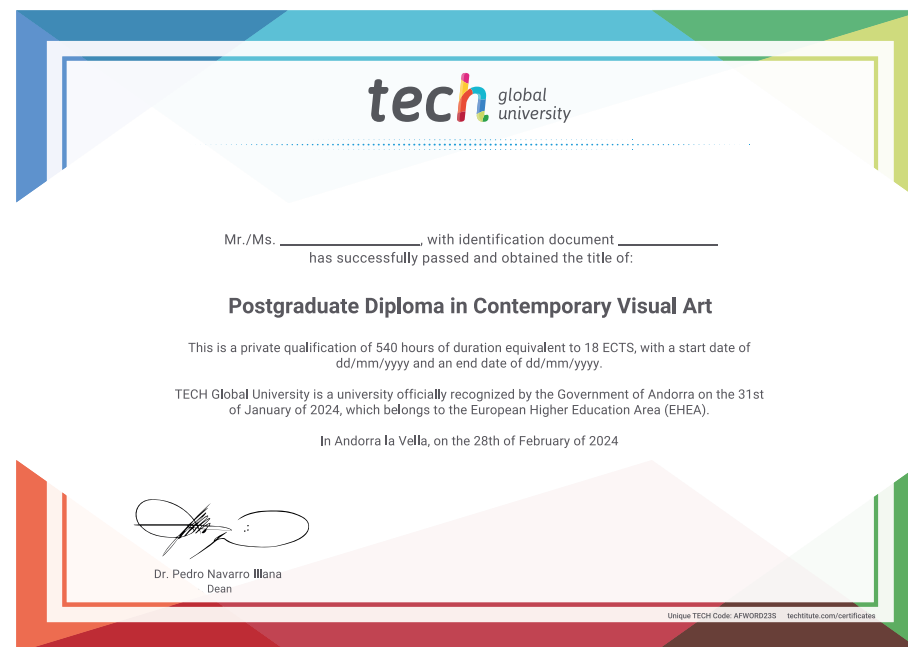 tech global university
Mr./Ms. ____________________, with identification document ______________
has successfully passed and obtained the title of:
Postgraduate Diploma in Contemporary Visual Art
This is a private qualification of 540 hours of duration equivalent to 18 ECTS, with a start date of
dd/mm/yyyy and an end date of dd/mm/yyyy.
TECH Global University is a university officially recognized by the Government of Andorra on the 31st
of January of 2024, which belongs to the European Higher Education Area (EHEA).
In Andorra la Vella, on the 28th of February of 2024
Dr. Pedro Navarro Illana
Dean
Unique TECH Code: AFWORD23S techtitute.com/certificates